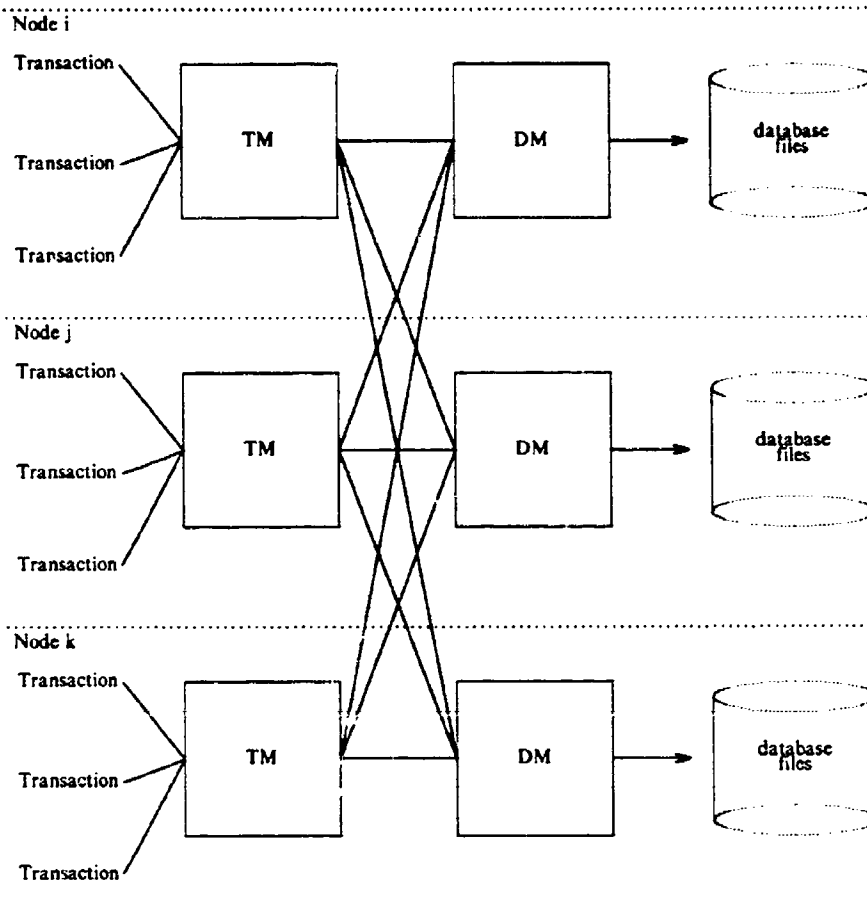 Node i
Transaction
Transaction
Transaction
TM
DM
database
files
Node j
Transaction
Transaction
Transaction
TM
DM
database
files
Node k
Transaction
Transaction
Transaction
TM
DM
database
files